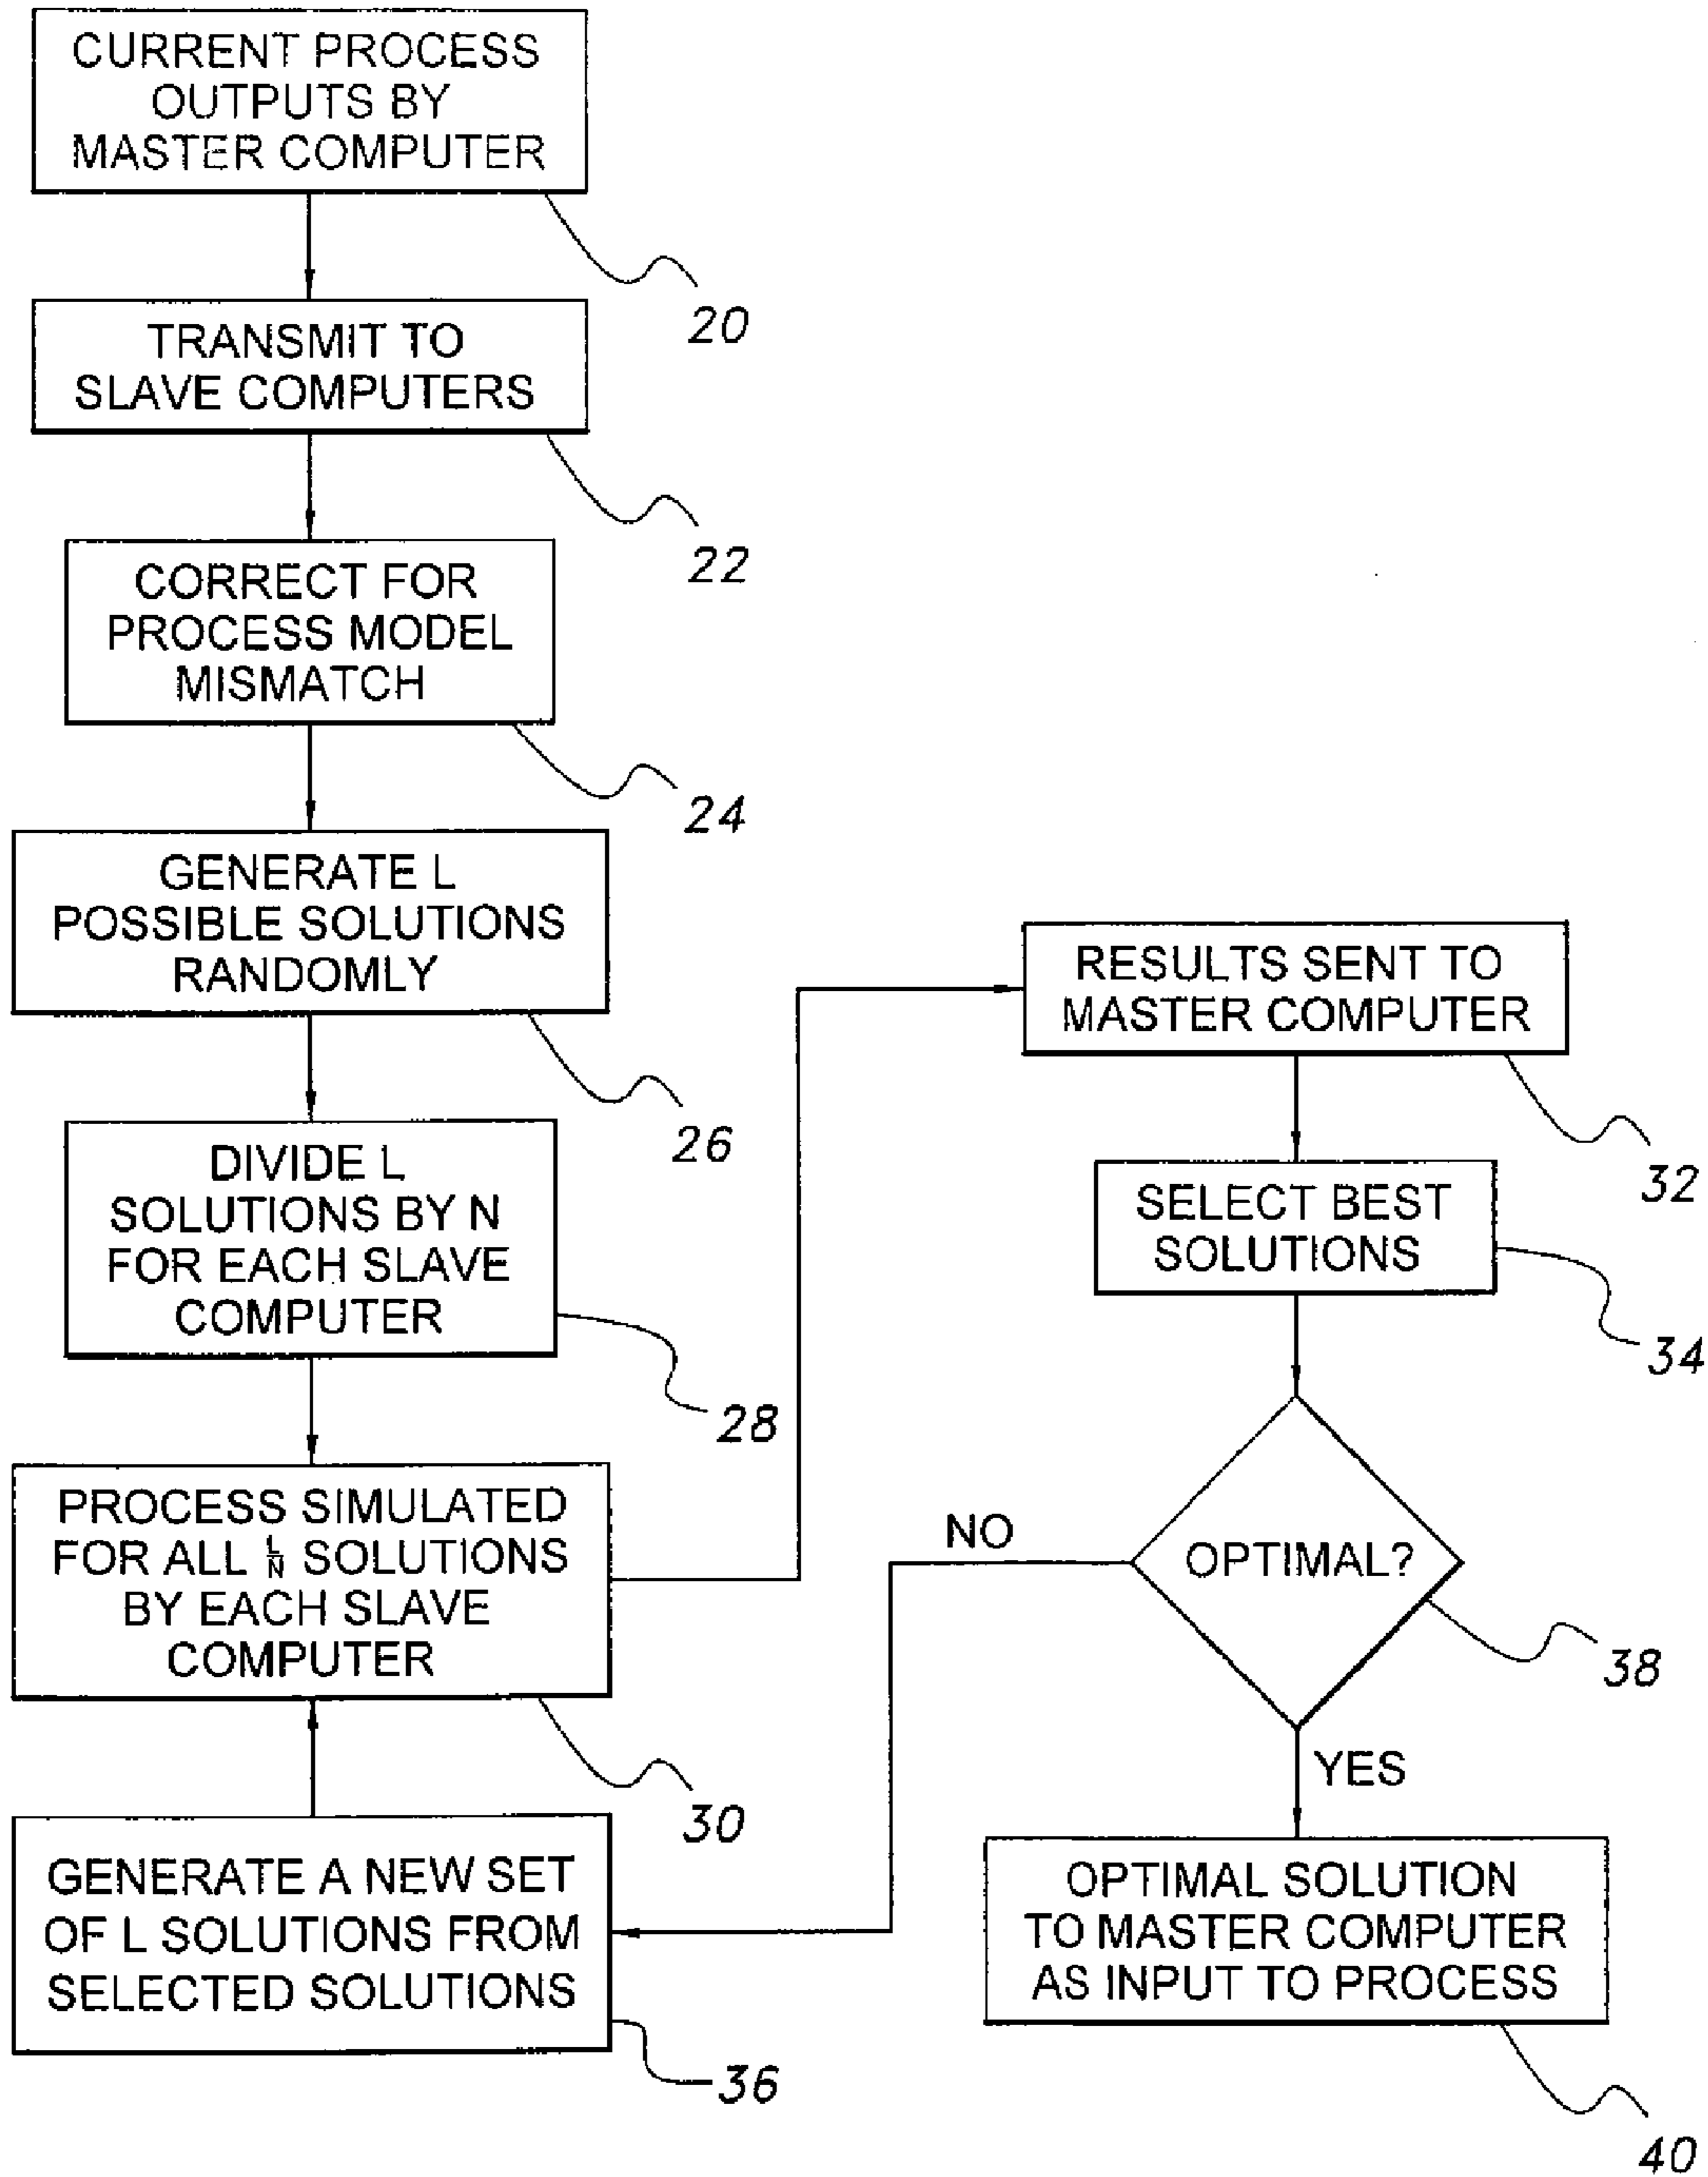 CURRENT PROCESS
OUTPUTS BY
MASTER COMPUTER
20
TRANSMIT TO
SLAVE COMPUTERS
22
CORRECT FOR
PROCESS MODEL
MISMATCH
24
GENERATE L
POSSIBLE SOLUTIONS
RANDOMLY
26
DIVIDE L
SOLUTIONS BY N
FOR EACH SLAVE
COMPUTER
28
PROCESS SIMULATED
FOR ALL L/N SOLUTIONS
BY EACH SLAVE
COMPUTER
30
GENERATE A NEW SET
OF L SOLUTIONS FROM
SELECTED SOLUTIONS
36
RESULTS SENT TO
MASTER COMPUTER
32
SELECT BEST
SOLUTIONS
34
NO
OPTIMAL?
38
YES
OPTIMAL SOLUTION
TO MASTER COMPUTER
AS INPUT TO PROCESS
40